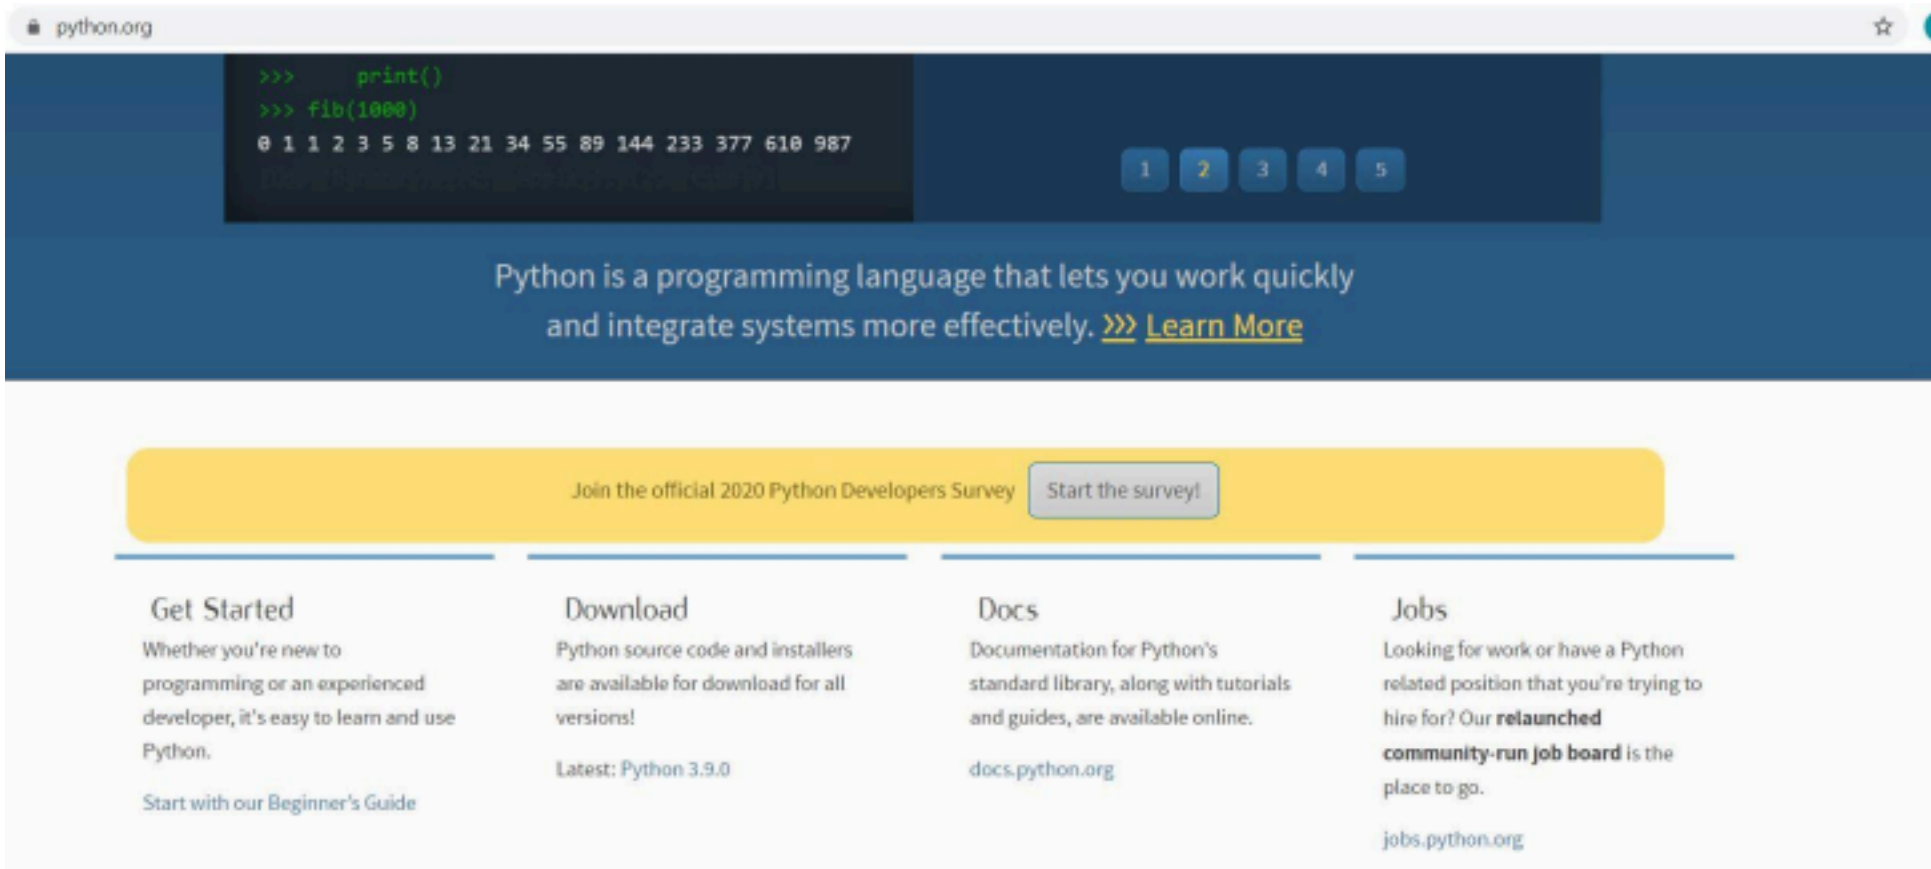 python.org
>>> print()
>>> fib(1000)
0 1 1 2 3 5 8 13 21 34 55 89 144 233 377 610 987
1 2 3 4 5
Python is a programming language that lets you work quickly
and integrate systems more effectively. >>> Learn More
Join the official 2020 Python Developers Survey Start the survey!
Get Started
Whether you're new to
programming or an experienced
developer, it's easy to learn and use
Python.
Start with our Beginner's Guide
Download
Python source code and installers
are available for download for all
versions!
Latest: Python 3.9.0
Docs
Documentation for Python's
standard library, along with tutorials
and guides, are available online.
docs.python.org
Jobs
Looking for work or have a Python
related position that you're trying to
hire for? Our relaunched
community-run job board is the
place to go.
jobs.python.org